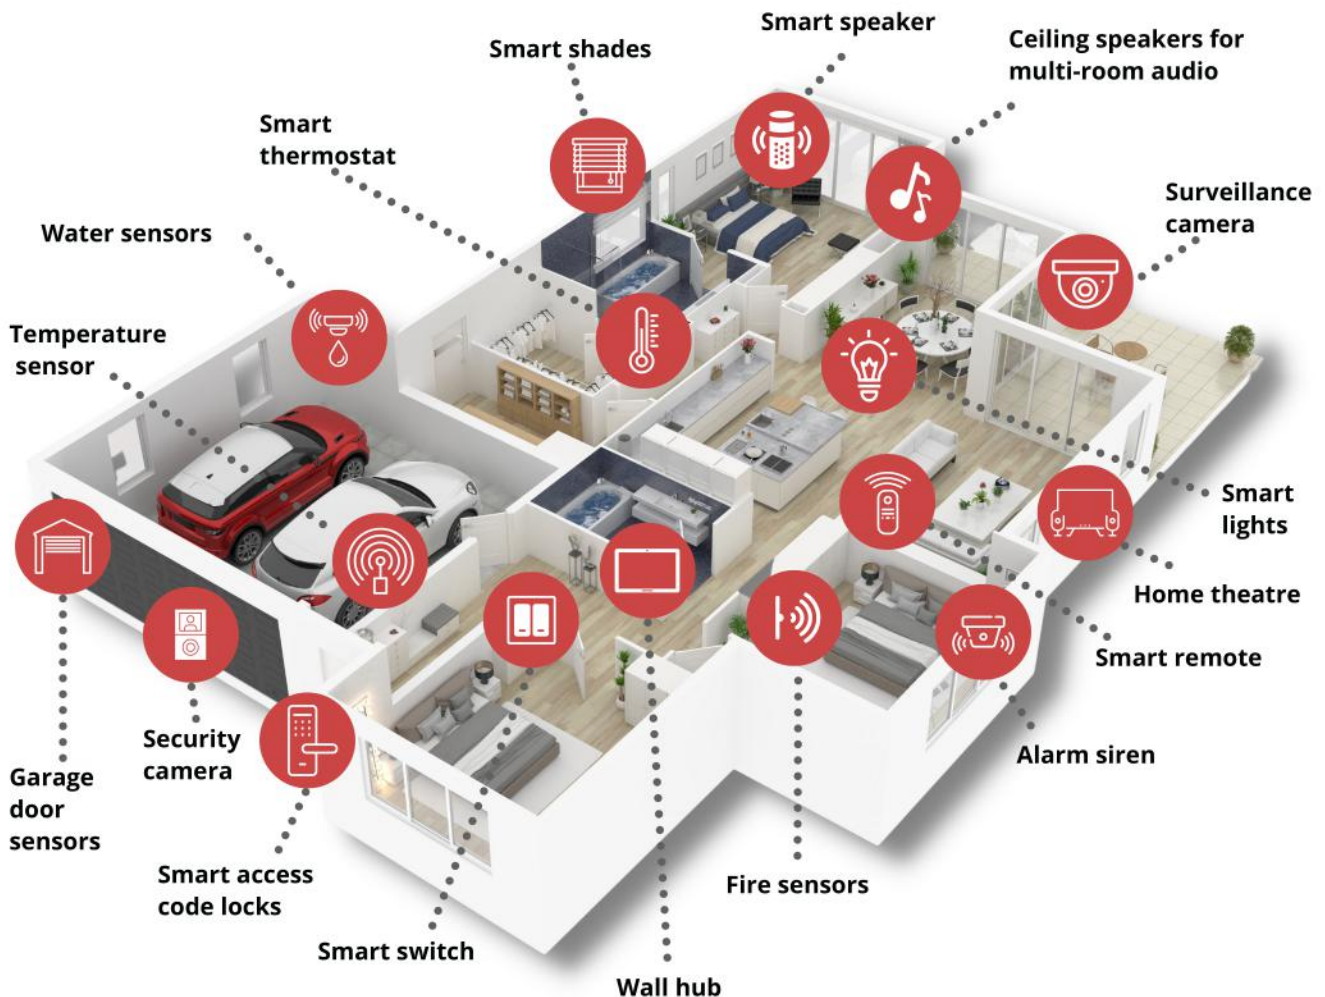 Smart speaker
Smart shades
Ceiling speakers for
multi-room audio
Smart
thermostat
Surveillance
camera
Water sensors
Temperature
sensor
Smart
lights
Home theatre
Smart remote
Alarm siren
Security
camera
Garage
door
sensors
Smart access
code locks
Fire sensors
Smart switch
Wall hub